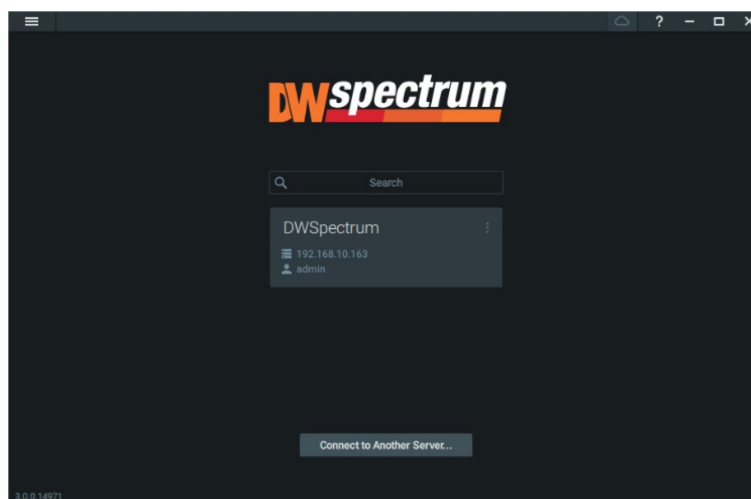 ?
DWspectrum
Search
DWSpectrum
192.168.10.163
admin
Connect to Another Server...
3.0.0.14971